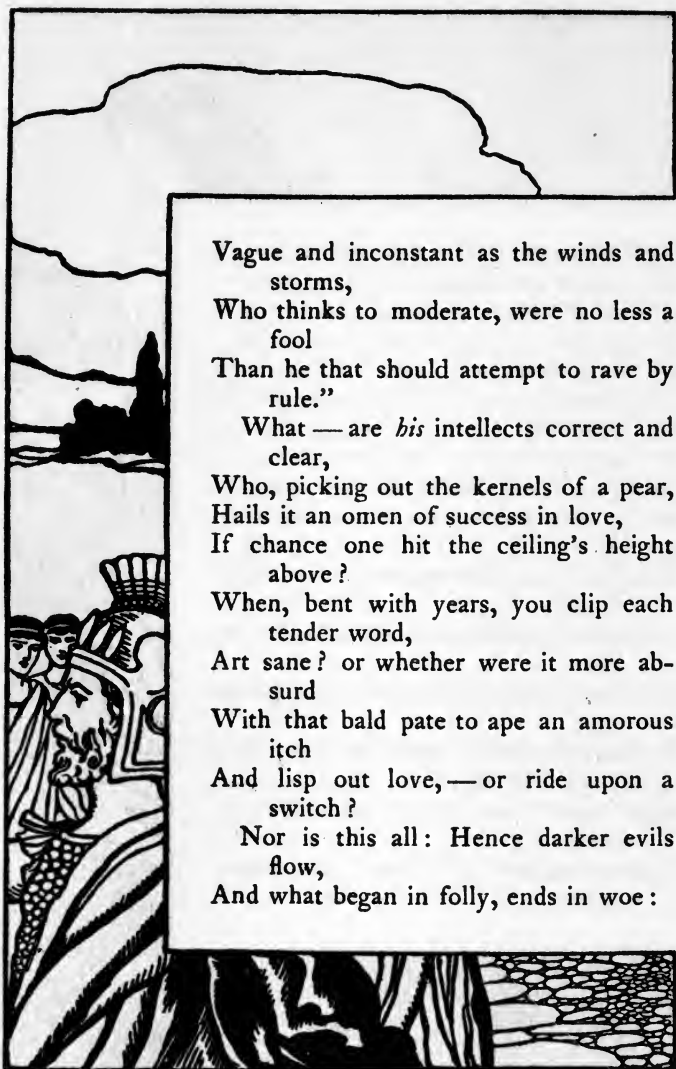 Vague and inconstant as the winds and
storms,
Who thinks to moderate, were no less a
fool
Than he that should attempt to rave by
rule.”
What — are his intellects correct and
clear,
Who, picking out the kernels of a pear,
Hails it an omen of success in love,
If chance one hit the ceiling's height
above ?
When, bent with years, you clip each
tender word,
Art sane ? or whether were it more ab-
surd
With that bald pate to ape an amorous
itch
And lisp out love, — or ride upon a
switch ?
Nor is this all : Hence darker evils
flow,
And what began in folly, ends in woe :